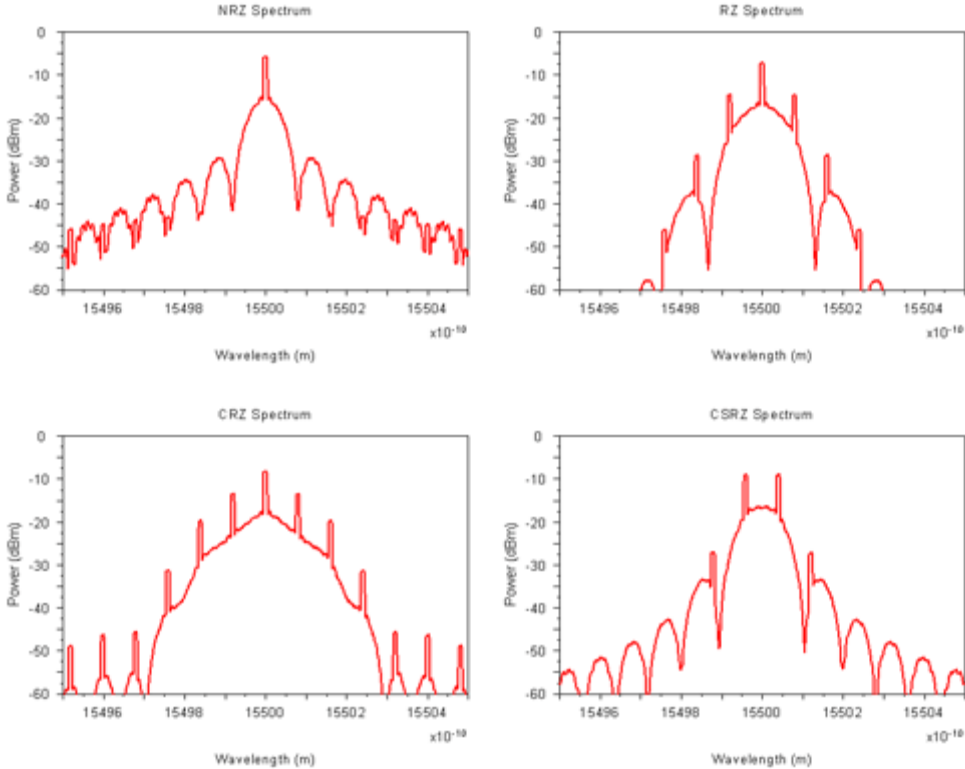 NRZ Spectrum
RZ Spectrum
0
-10
-20
-30
-40
-50
-60
Power (dBm)
15496 15498 15500 15502 15504
x10-10
Wavelength (m)
0
-10
-20
-30
-40
-50
-60
Power (dBm)
15496 15498 15500 15502 15504
x10-10
Wavelength (m)
CRZ Spectrum
CSRZ Spectrum
0
-10
-20
-30
-40
-50
-60
Power (dBm)
15496 15498 15500 15502 15504
x10-10
Wavelength (m)
0
-10
-20
-30
-40
-50
-60
Power (dBm)
15496 15498 15500 15502 15504
x10-10
Wavelength (m)